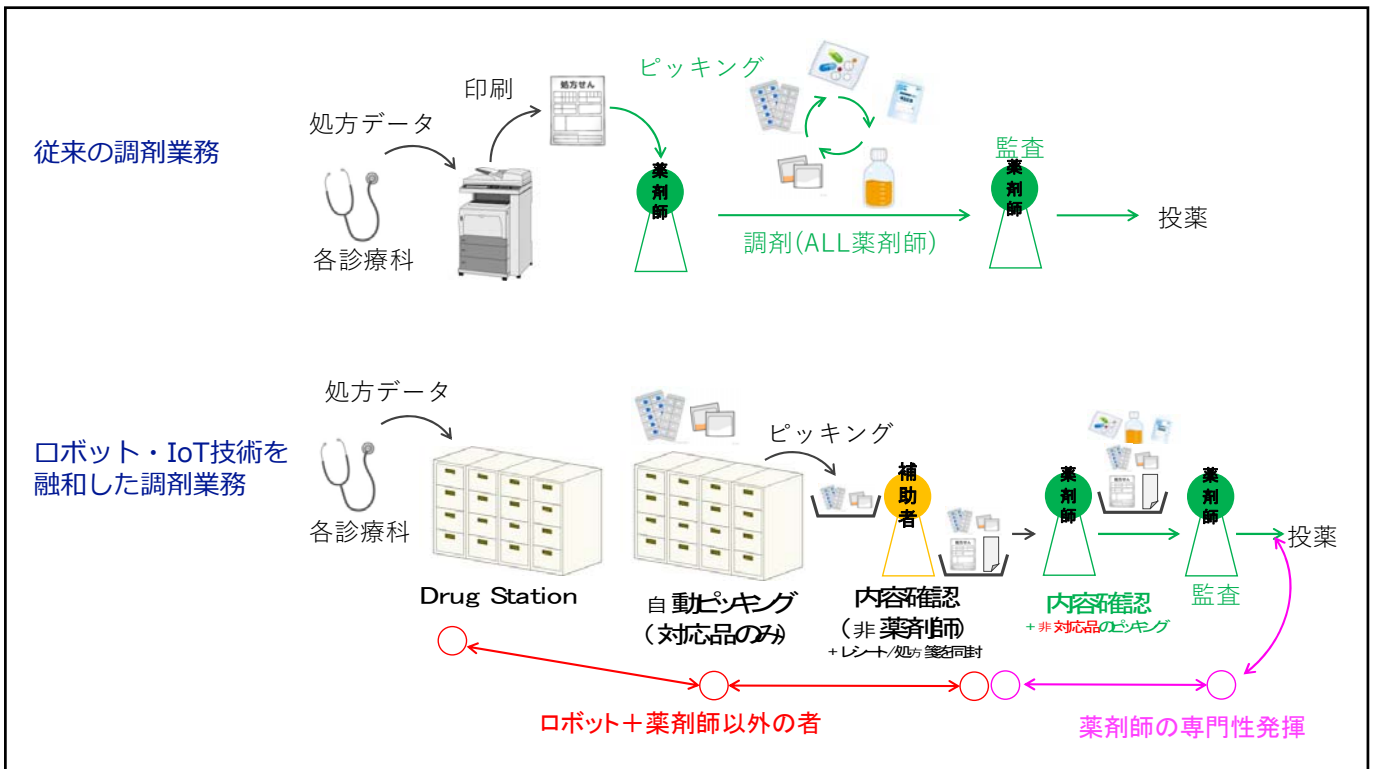 従来の調剤業務
処方データ
各診療科
印刷
処方せん
ピッキング
薬剤師
調剤(ALL薬剤師)
監査
薬剤師
投薬
ロボット・IoT技術を
融和した調剤業務
処方データ
各診療科
Drug Station
自動ピッキング
(対応品のみ)
ピッキング
補助者
内容確認
(非薬剤師)
+レシート/処方箋を同封
薬剤師
内容確認
+非対応品のピッキング
薬剤師
監査
投薬
ロボット＋薬剤師以外の者
薬剤師の専門性発揮